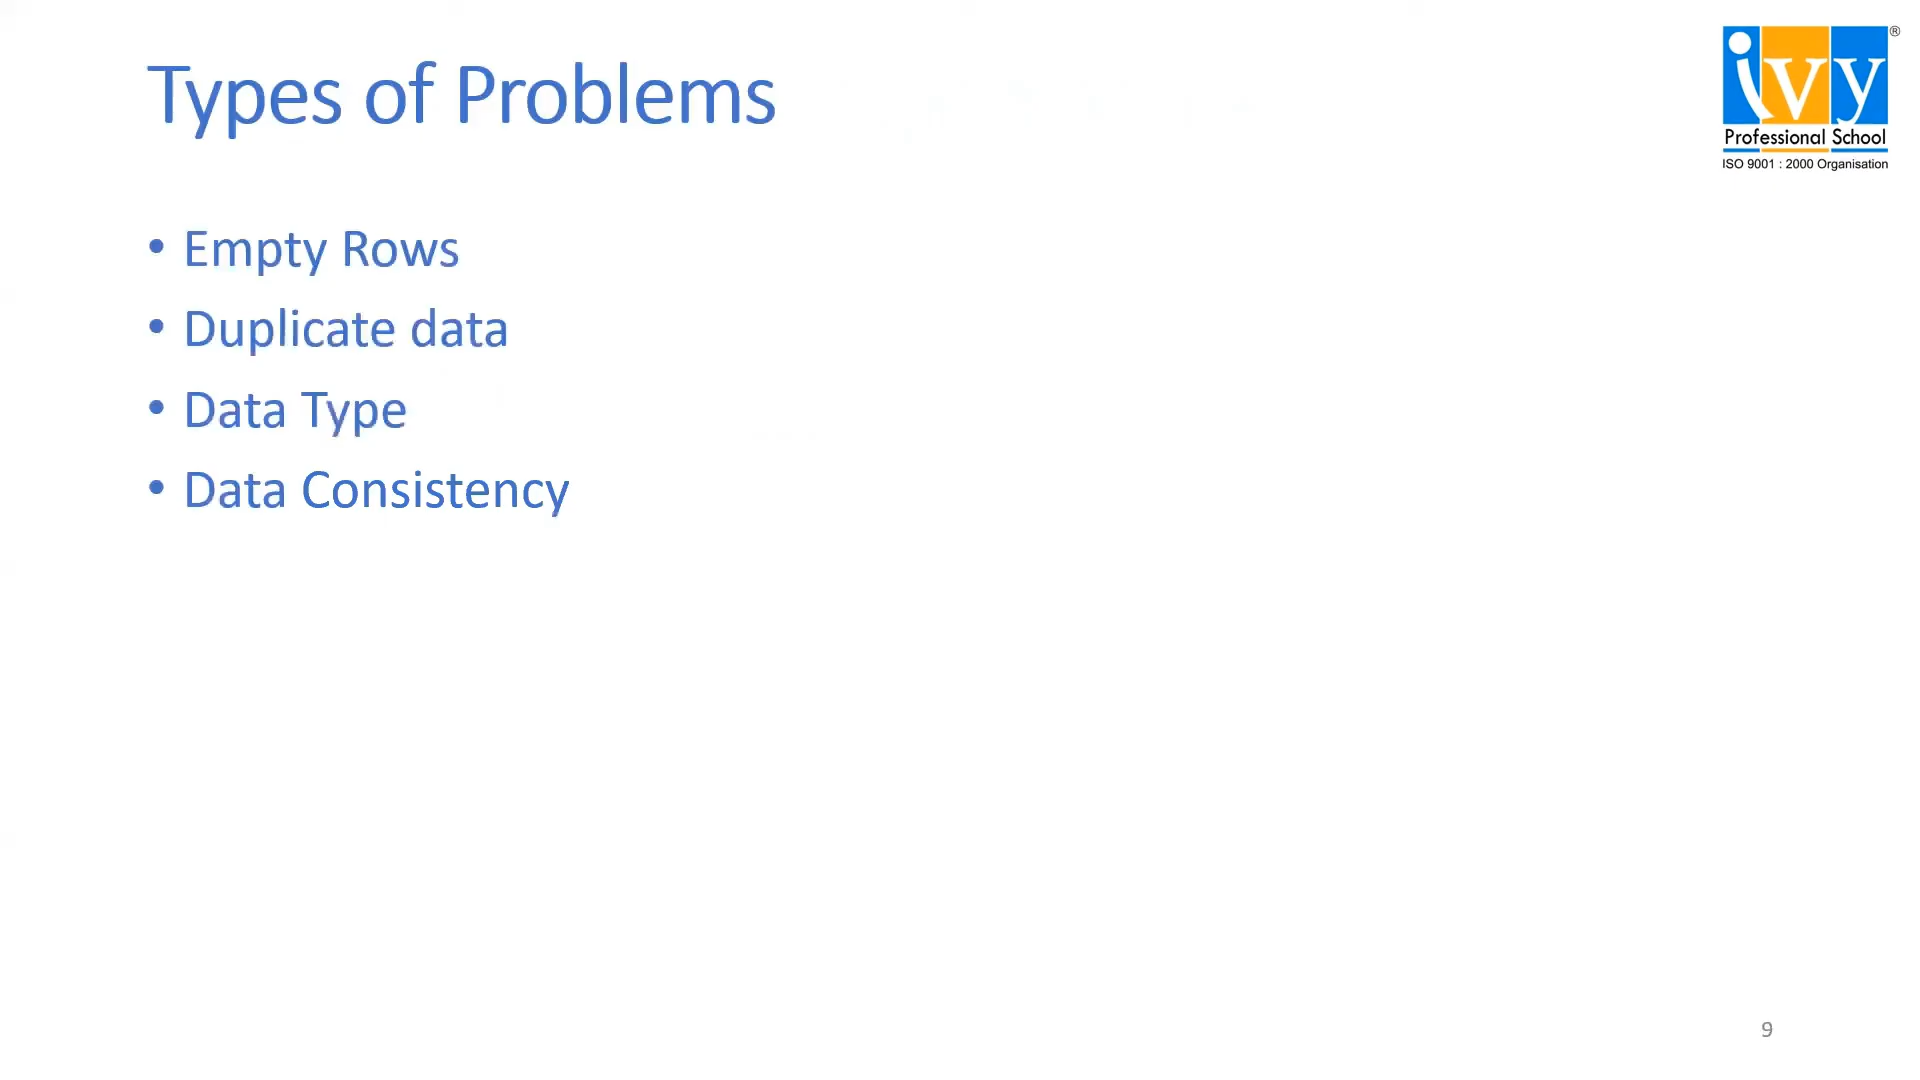 Types of Problems
ivy
®
Professional School
ISO 9001 : 2000 Organisation
• Empty Rows
• Duplicate data
• Data Type
• Data Consistency
9